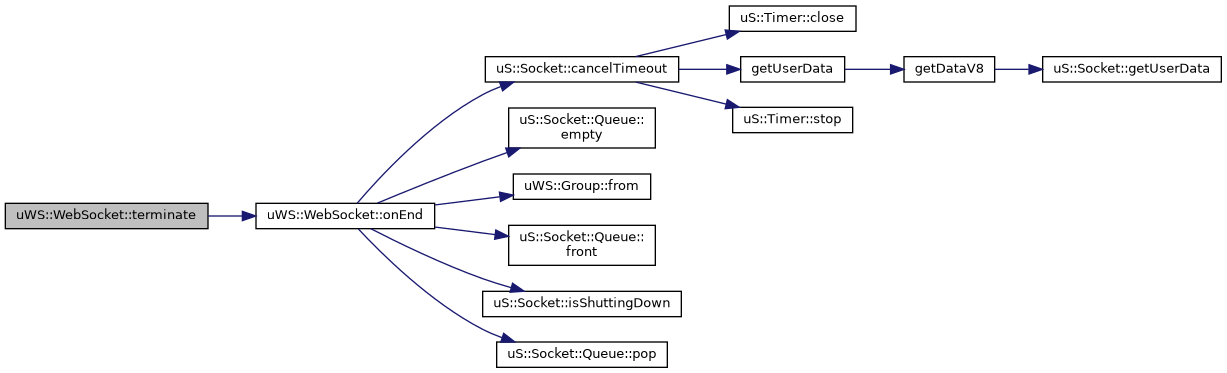 uWS::WebSocket::terminate
uWS::WebSocket::onEnd
uS::Socket::cancelTimeout
uS::Timer::close
getUserData
getDataV8
uS::Socket::getUserData
uS::Timer::stop
uS::Socket::Queue::
empty
uWS::Group::from
uS::Socket::Queue::
front
uS::Socket::isShuttingDown
uS::Socket::Queue::pop